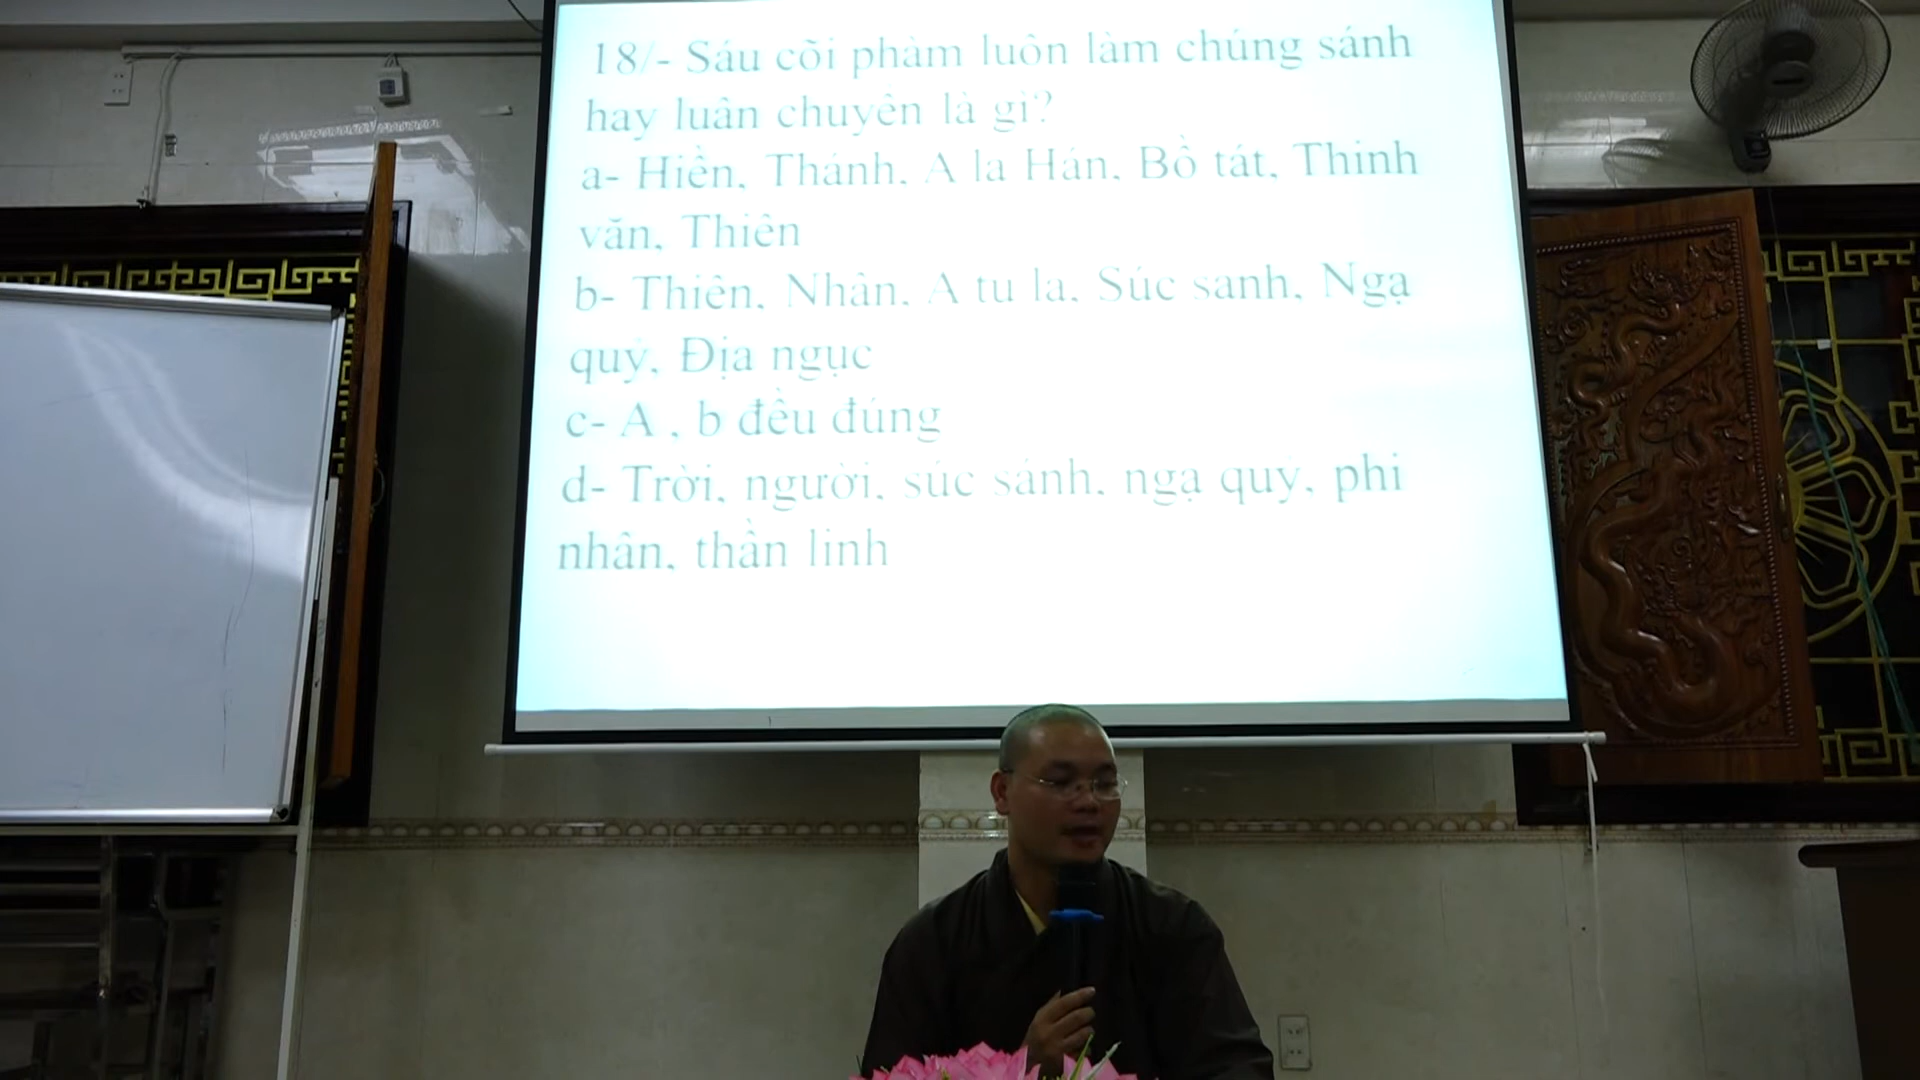 18/- Sáu cõi phàm luôn làm chúng sánh
hay luân chuyên là gì?
a- Hiền, Thánh, A la Hán, Bồ tát, Thinh
văn, Thiên
b- Thiên, Nhân, A tu la, Súc sanh, Ngạ
quỷ, Địa ngục
c- A , b đều đúng
d- Trời, người, súc sánh, ngạ quỷ, phi
nhân, thần linh